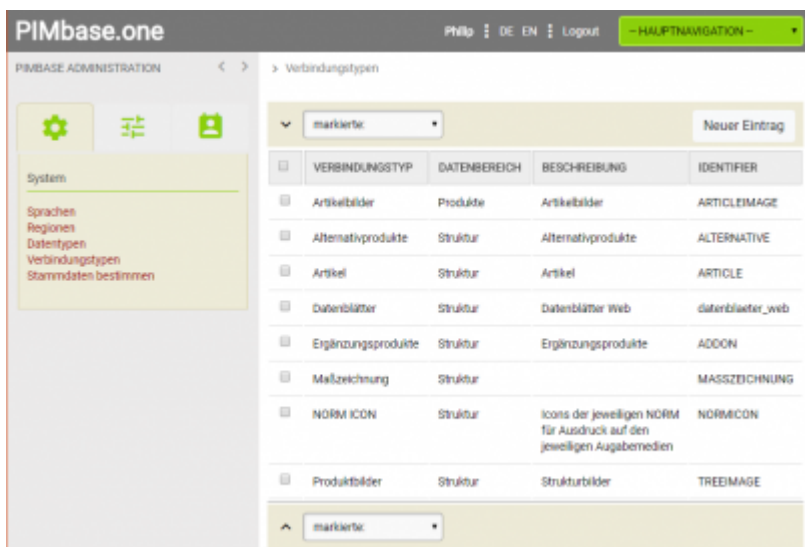 PIMbase.one
Philip ⋮ DE EN ⋮ Logout
– HAUPTNAVIGATION –
PIMBASE ADMINISTRATION < >
> Verbindungstypen
markierte:
Neuer Eintrag
System
Sprachen
Regionen
Datentypen
Verbindungstypen
Stammdaten bestimmen
VERBINDUNGSTYP DATENBEREICH BESCHREIBUNG IDENTIFIER
Artikelbilder Produkte Artikelbilder ARTICLEIMAGE
Alternativprodukte Struktur Alternativprodukte ALTERNATIVE
Artikel Struktur Artikel ARTICLE
Datenblätter Struktur Datenblätter Web datenblaeter_web
Ergänzungsprodukte Struktur Ergänzungsprodukte ADDON
Maßzeichnung Struktur MASSZEICHNUNG
NORM ICON Struktur Icons der jeweiligen NORM NORMICON
für Ausdruck auf den
jeweiligen Augabemedien
Produktbilder Struktur Strukturbilder TREEIMAGE
markierte: